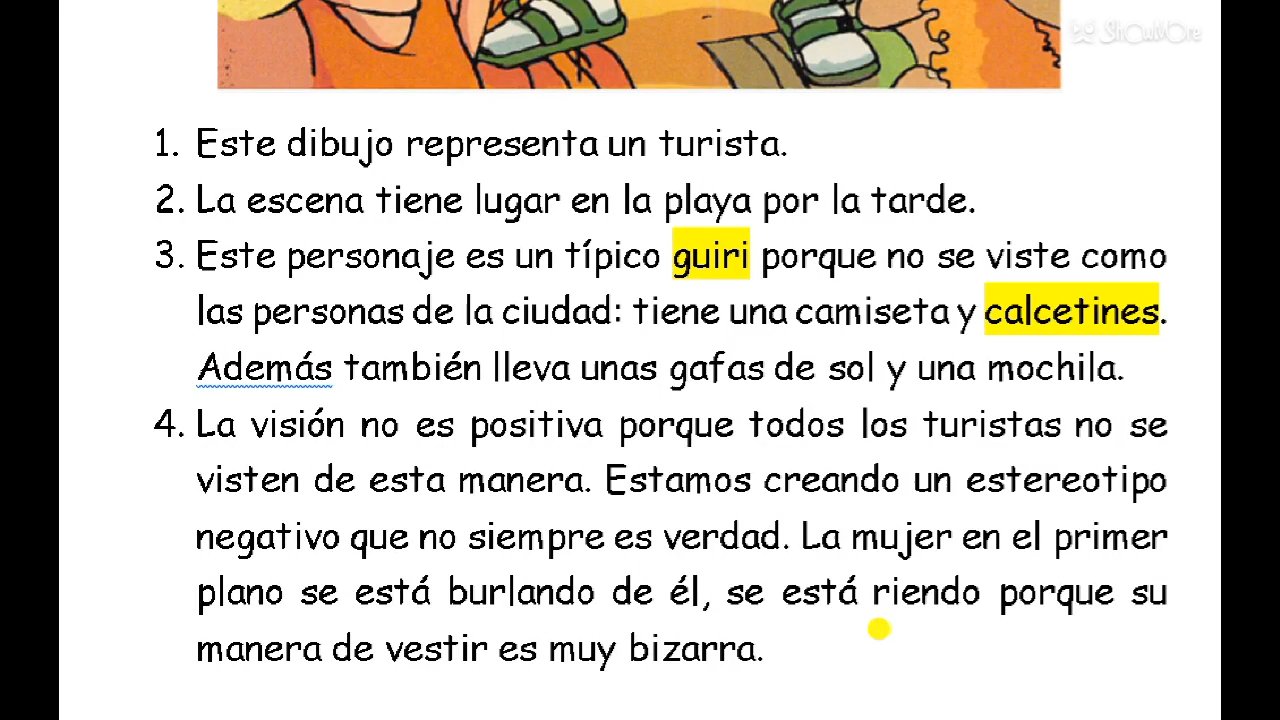 ShowMore
1. Este dibujo representa un turista.
2. La escena tiene lugar en la playa por la tarde.
3. Este personaje es un típico guiri porque no se viste como
las personas de la ciudad: tiene una camiseta y calcetines.
Además también lleva unas gafas de sol y una mochila.
4. La visión no es positiva porque todos los turistas no se
visten de esta manera. Estamos creando un estereotipo
negativo que no siempre es verdad. La mujer en el primer
plano se está burlando de él, se está riendo porque su
manera de vestir es muy bizarra.